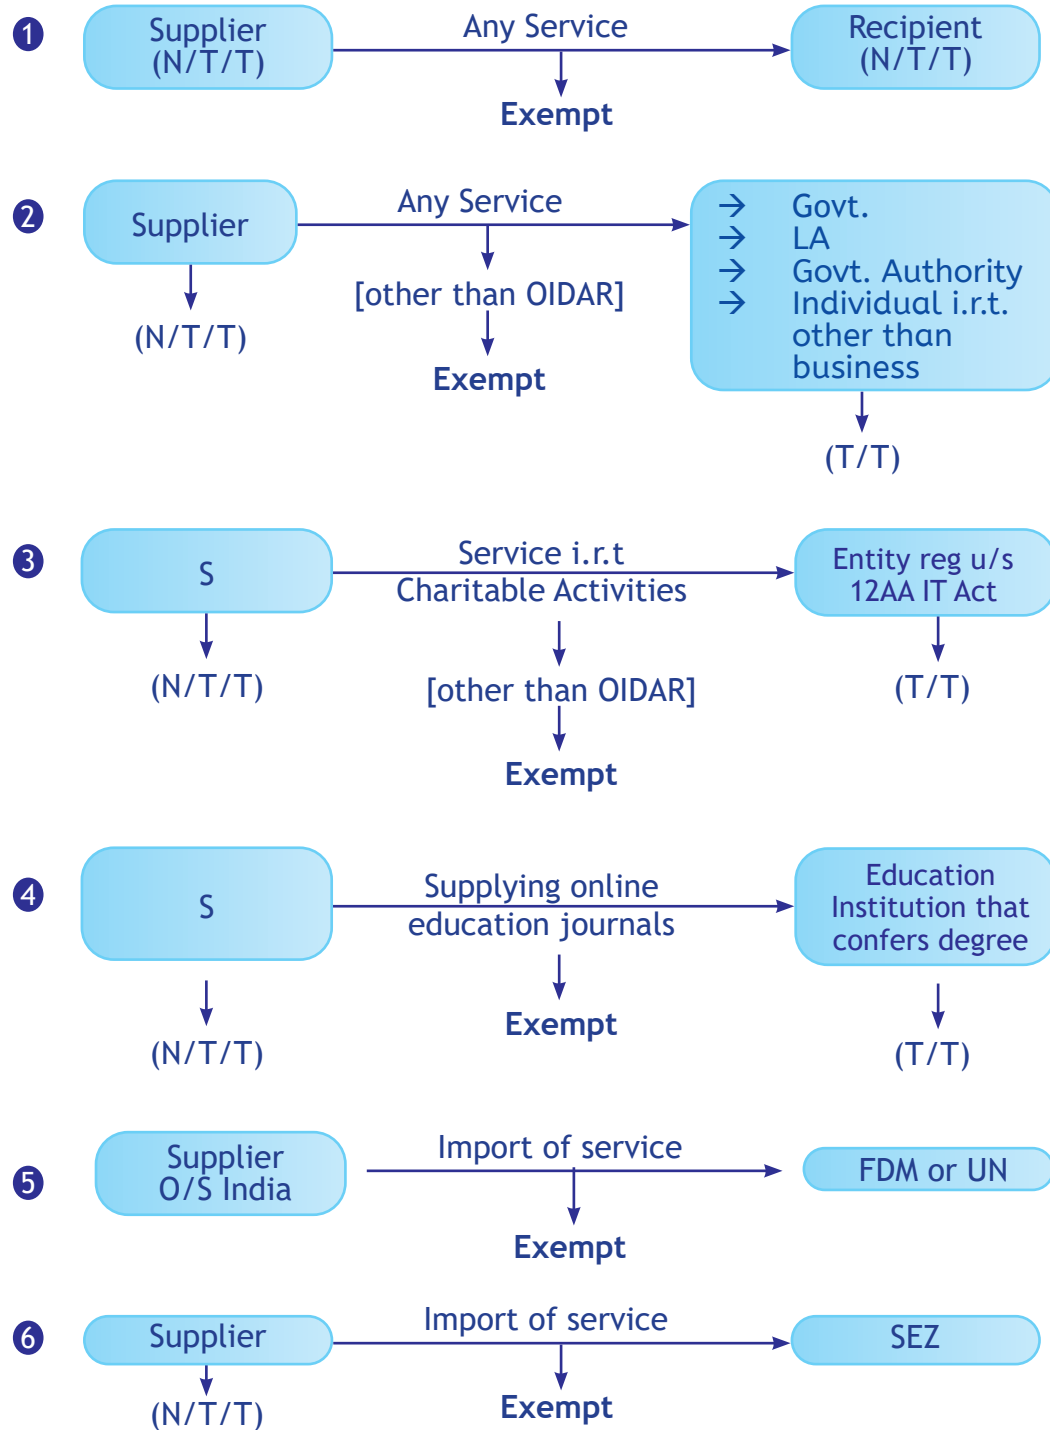 1
Supplier
(N/T/T)
Any Service
Recipient
(N/T/T)
Exempt
2
Supplier
Any Service
→ Govt.
→ LA
→ Govt. Authority
→ Individual i.r.t.
other than
business
(N/T/T)
[other than OIDAR]
Exempt
(T/T)
3
S
Service i.r.t
Charitable Activities
Entity reg u/s
12AA IT Act
(N/T/T)
[other than OIDAR]
(T/T)
Exempt
4
S
Supplying online
education journals
Education
Institution that
confers degree
(N/T/T)
Exempt
(T/T)
5
Supplier
O/S India
Import of service
FDM or UN
Exempt
6
Supplier
Import of service
SEZ
(N/T/T)
Exempt